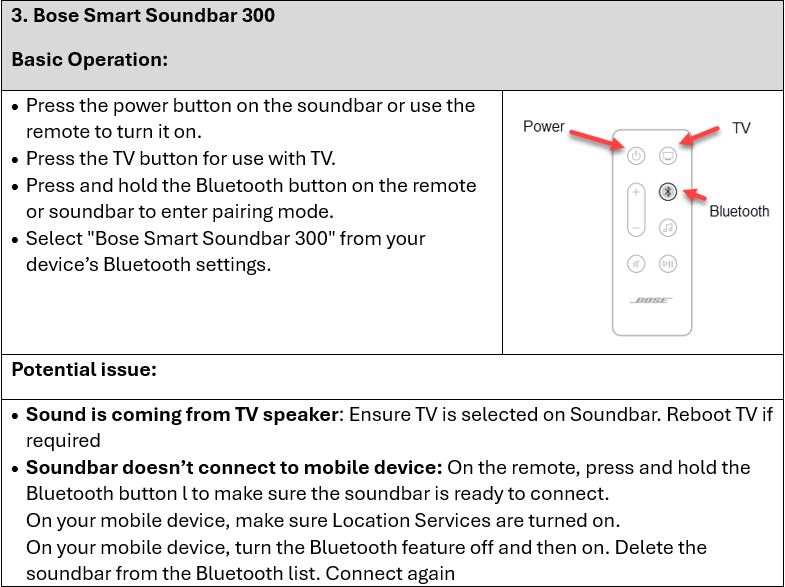 3. Bose Smart Soundbar 300
Basic Operation:
• Press the power button on the soundbar or use the
remote to turn it on.
• Press the TV button for use with TV.
• Press and hold the Bluetooth button on the remote
or soundbar to enter pairing mode.
• Select "Bose Smart Soundbar 300" from your
device’s Bluetooth settings.
Power
TV
Bluetooth
BOSE
Potential issue:
• Sound is coming from TV speaker: Ensure TV is selected on Soundbar. Reboot TV if
required
• Soundbar doesn’t connect to mobile device: On the remote, press and hold the
Bluetooth button l to make sure the soundbar is ready to connect.
On your mobile device, make sure Location Services are turned on.
On your mobile device, turn the Bluetooth feature off and then on. Delete the
soundbar from the Bluetooth list. Connect again